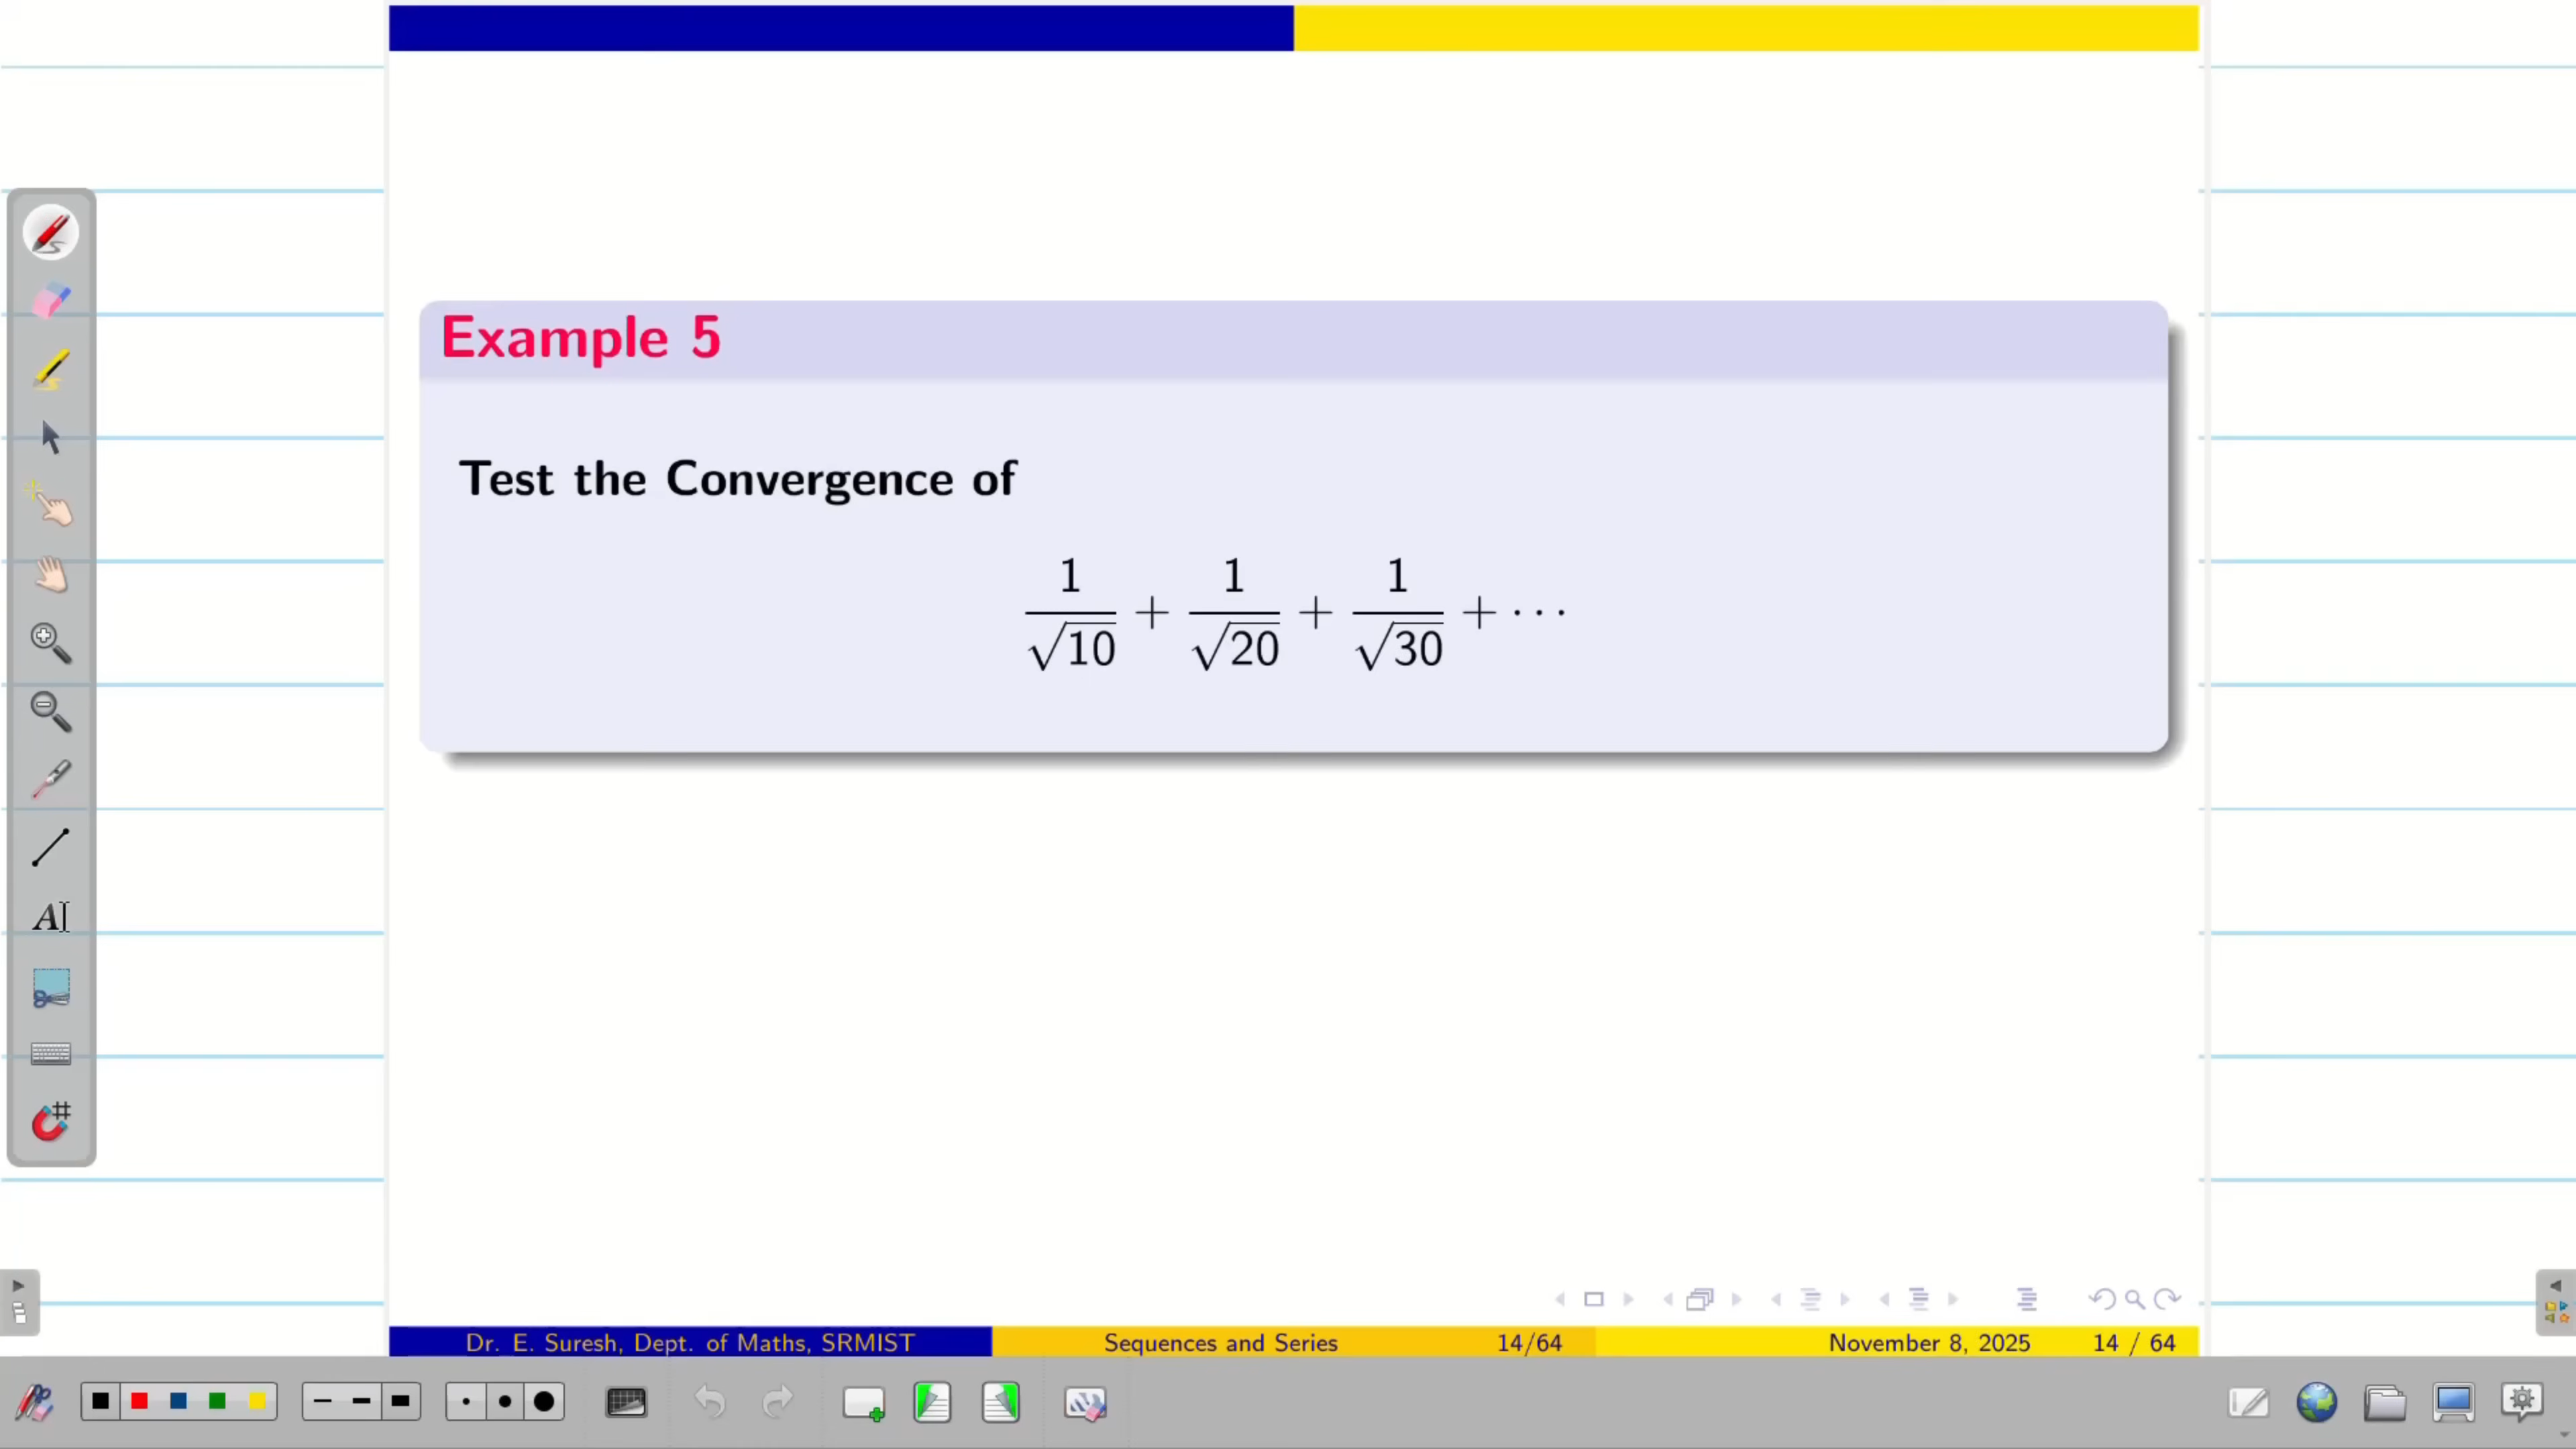 Example 5
Test the Convergence of
1/√10 + 1/√20 + 1/√30 + ···
Dr. E. Suresh, Dept. of Maths, SRMIST Sequences and Series 14/64 November 8, 2025 14 / 64